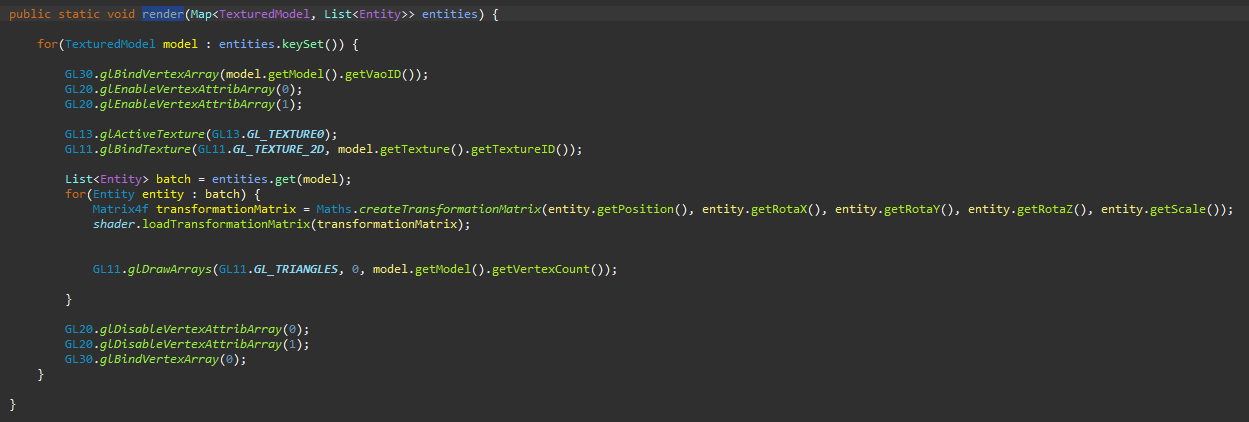 public static void render(Map<TexturedModel, List<Entity>> entities) {
for(TexturedModel model : entities.keySet()) {
GL30.glBindVertexArray(model.getModel().getVaoID());
GL20.glEnableVertexAttribArray(0);
GL20.glEnableVertexAttribArray(1);
GL13.glActiveTexture(GL13.GL_TEXTURE0);
GL11.glBindTexture(GL11.GL_TEXTURE_2D, model.getTexture().getTextureID());
List<Entity> batch = entities.get(model);
for(Entity entity : batch) {
Matrix4f transformationMatrix = Maths.createTransformationMatrix(entity.getPosition(), entity.getRotaX(), entity.getRotaY(), entity.getRotaZ(), entity.getScale());
shader.loadTransformationMatrix(transformationMatrix);
GL11.glDrawArrays(GL11.GL_TRIANGLES, 0, model.getModel().getVertexCount());
}
GL20.glDisableVertexAttribArray(0);
GL20.glDisableVertexAttribArray(1);
GL30.glBindVertexArray(0);
}
}